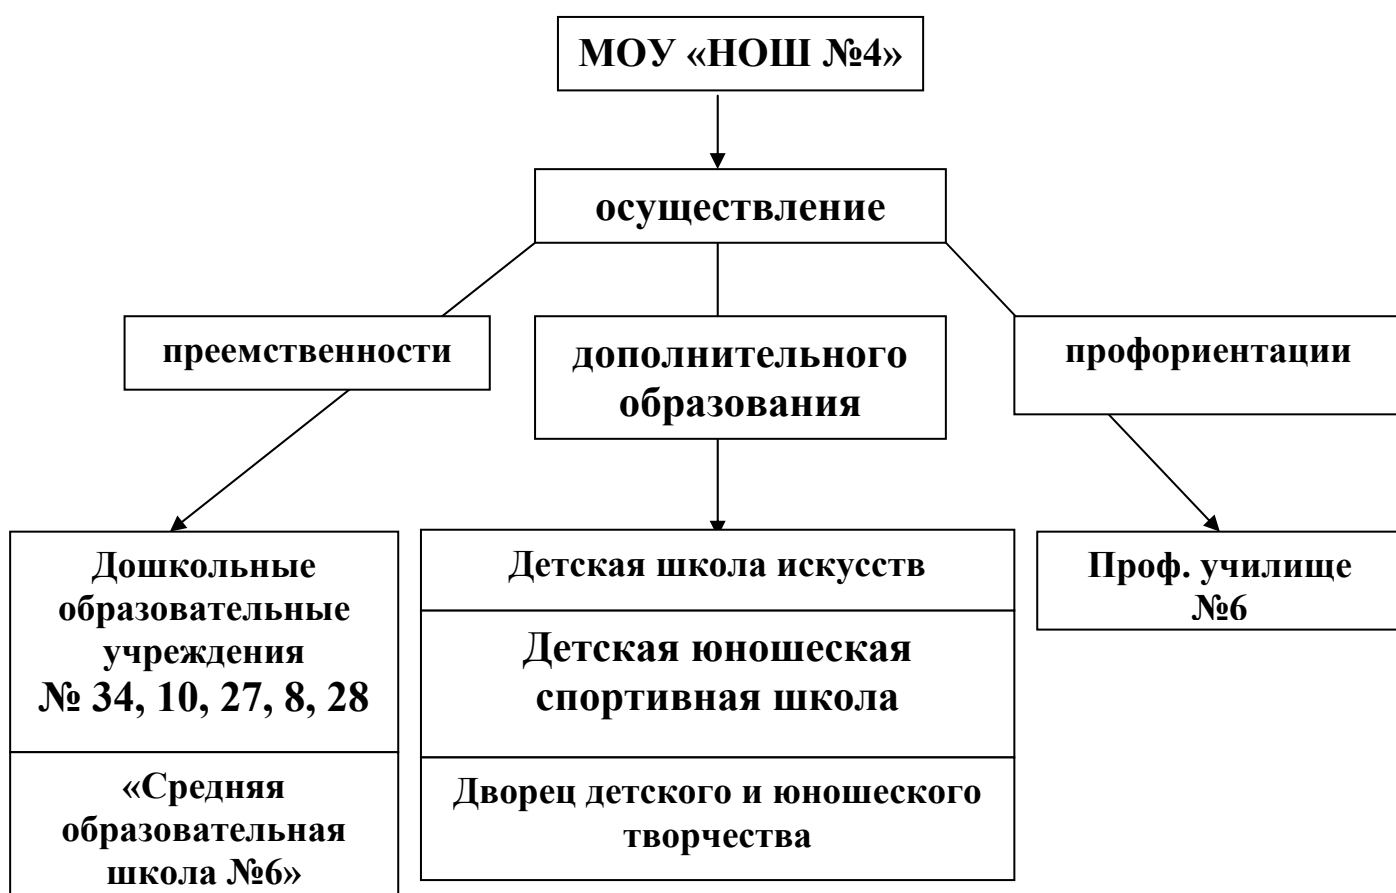 МОУ «НОШ №4»
осуществление
преемственности
дополнительного
образования
профориентации
Дошкольные
образовательные
учреждения
№ 34, 10, 27, 8, 28
«Средняя
образовательная
школа №6»
Детская школа искусств
Детская юношеская
спортивная школа
Дворец детского и юношеского
творчества
Проф. училище
№6